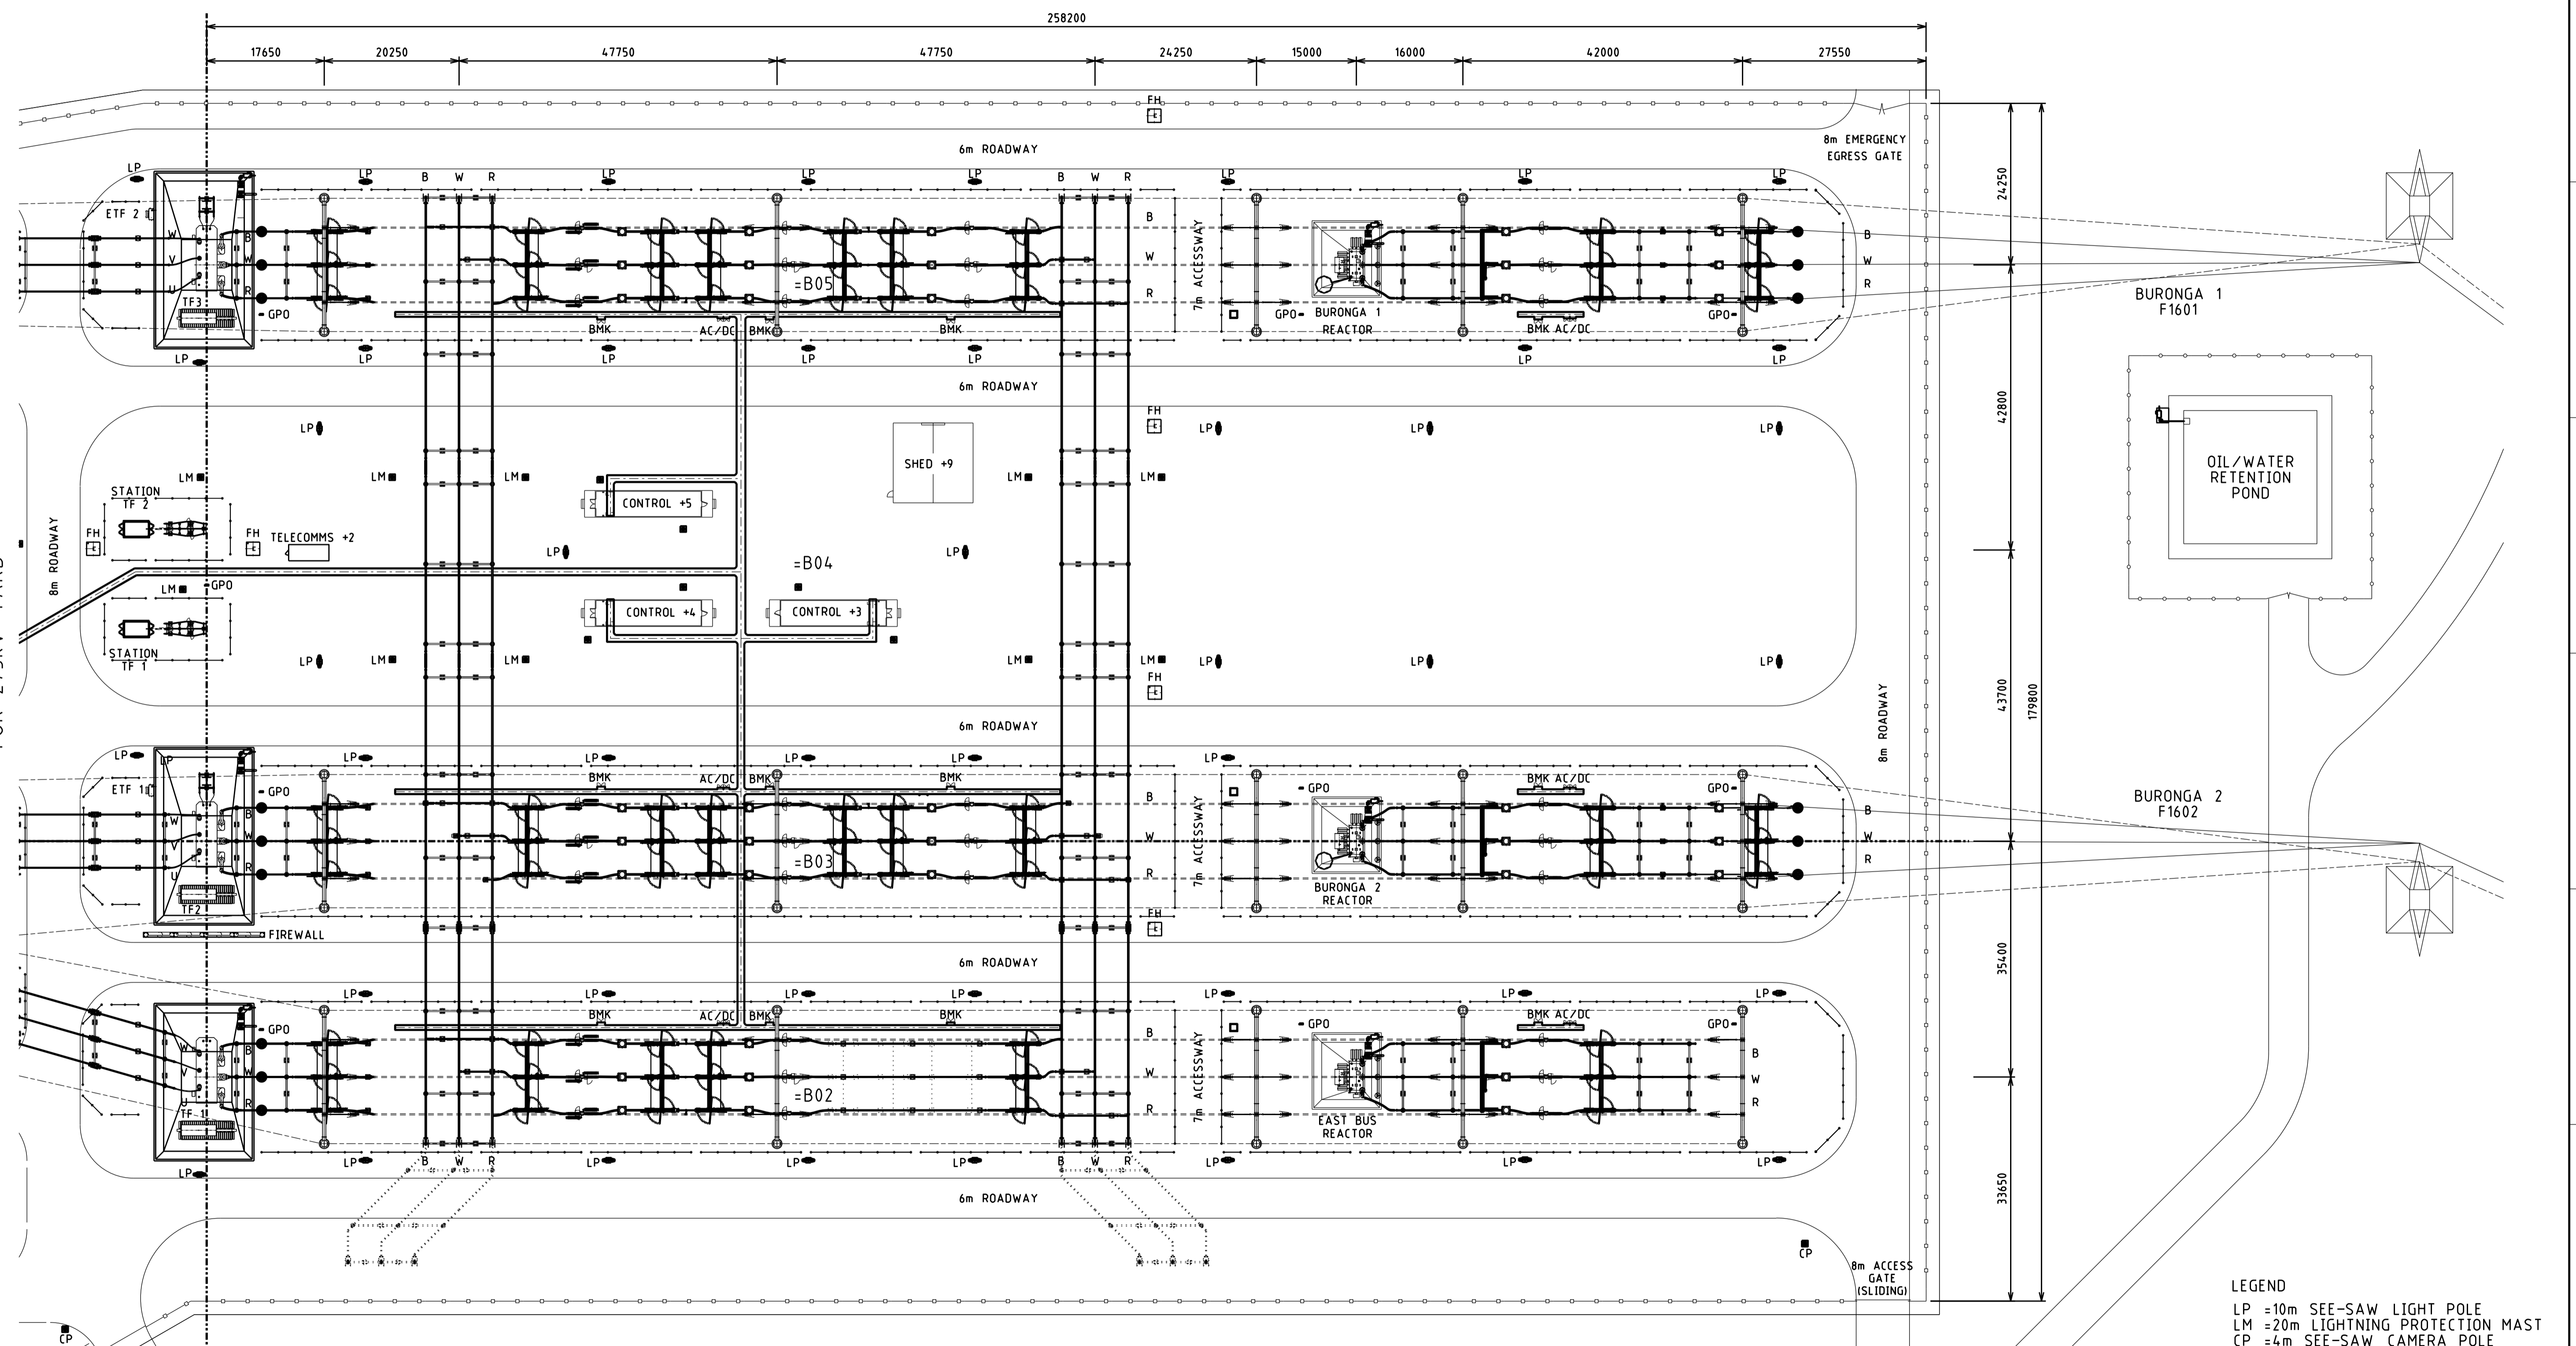 258200
17650 20250 47750 47750 24250 15000 16000 42000 27550
FH
8m EMERGENCY
EGRESS GATE
6m ROADWAY
24250
LP LP B W R LP LP LP B W R LP LP LP
ETF 2
W B
V W
U R
TF3
GPO
=B05
B
W
R
7m ACCESSWAY
BMK AC/DC BMK BMK
GPO BURONGA 1
REACTOR
BMK AC/DC
GPO
B
W
R
BURONGA 1
F1601
LP LP LP LP LP LP LP
6m ROADWAY
42800
FH
LP LP LP LP
SHED +9
LM LM LM LM LM
OIL/WATER
RETENTION
POND
STATION
TF 2
CONTROL +5
8m ROADWAY
FH FH
TELECOMMS +2
LP LP
=B04
LM
GPO
CONTROL +4 CONTROL +3
STATION
TF 1
LP LM LM LM LM LP LP LP
FH
43700
179800
8m ROADWAY
6m ROADWAY
LP LP LP LP LP LP LP
LP
ETF 1
GPO
BMK AC/DC BMK BMK
GPO
BMK AC/DC
GPO
W B
V W
U R
TF2
=B03
B
W
R
7m ACCESSWAY
BURONGA 2
REACTOR
B
W
R
BURONGA 2
F1602
FIREWALL
FH
6m ROADWAY
35400
LP LP LP LP LP LP LP
GPO
BMK AC/DC BMK BMK
GPO
BMK AC/DC
GPO
W B
V W
U R
TF 1
=B02
B
W
R
7m ACCESSWAY
EAST BUS
REACTOR
B
W
R
LP LP B W R LP LP LP B W R LP LP LP
6m ROADWAY
33650
CP
8m ACCESS
GATE
(SLIDING)
CP
LEGEND
LP =10m SEE-SAW LIGHT POLE
LM =20m LIGHTNING PROTECTION MAST
CP =4m SEE-SAW CAMERA POLE